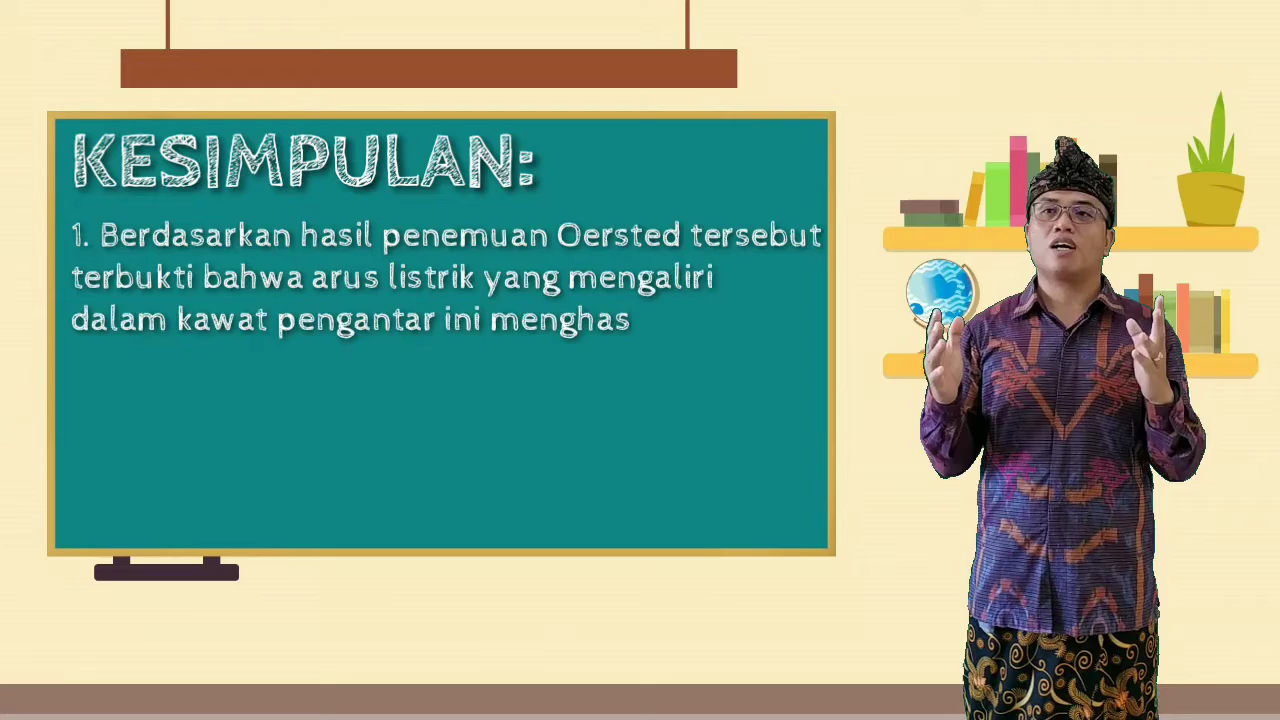 KESIMPULAN:
1. Berdasarkan hasil penemuan Oersted tersebut
terbukti bahwa arus listrik yang mengaliri
dalam kawat pengantar ini menghas